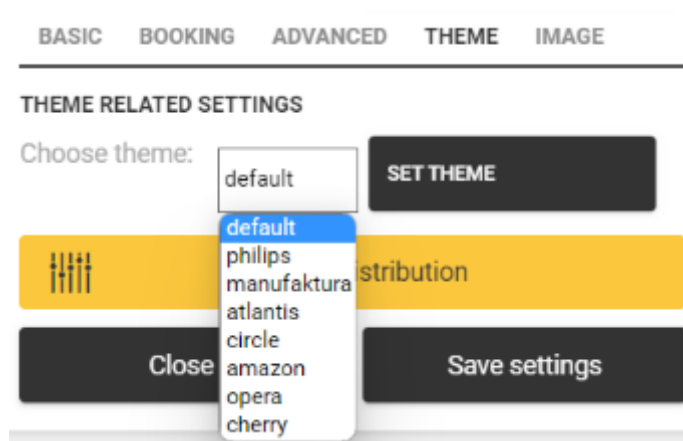 BASIC BOOKING ADVANCED THEME IMAGE
THEME RELATED SETTINGS
Choose theme: default SET THEME
default
philips
manufaktura
atlantis
circle
amazon
opera
cherry
Close Save settings